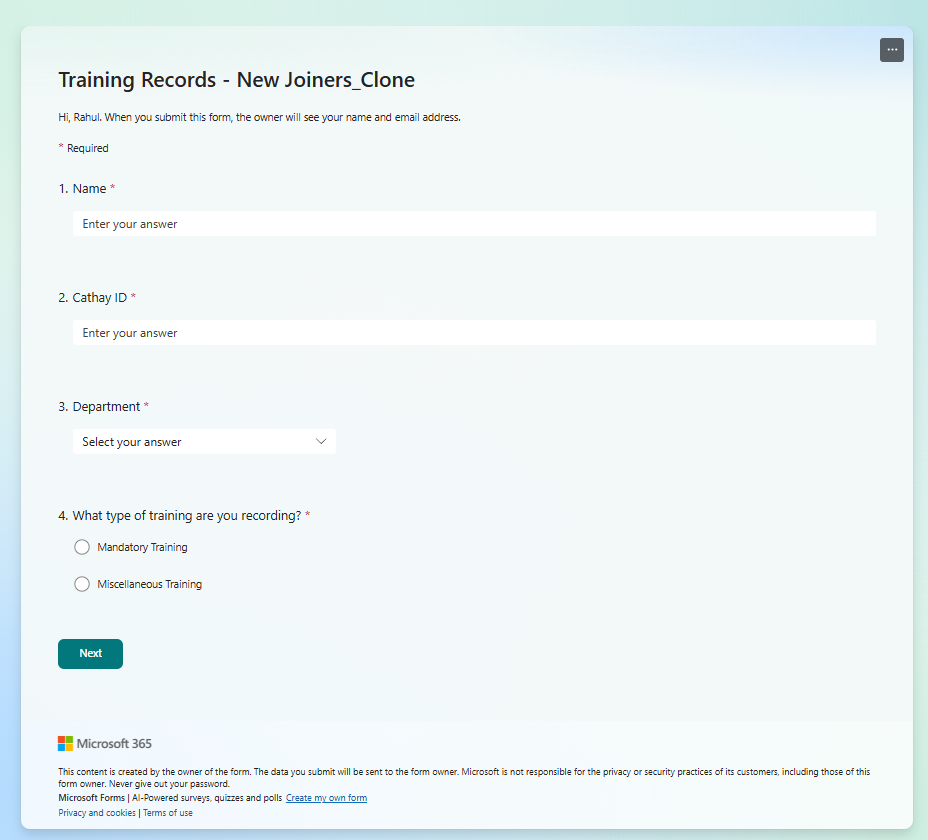 ...
Training Records - New Joiners_Clone
Hi, Rahul. When you submit this form, the owner will see your name and email address.
* Required
1. Name *
Enter your answer
2. Cathay ID *
Enter your answer
3. Department *
Select your answer
4. What type of training are you recording? *
Mandatory Training
Miscellaneous Training
Next
Microsoft 365
This content is created by the owner of the form. The data you submit will be sent to the form owner. Microsoft is not responsible for the privacy or security practices of its customers, including those of this
form owner. Never give out your password.
Microsoft Forms | AI-Powered surveys, quizzes and polls Create my own form
Privacy and cookies | Terms of use